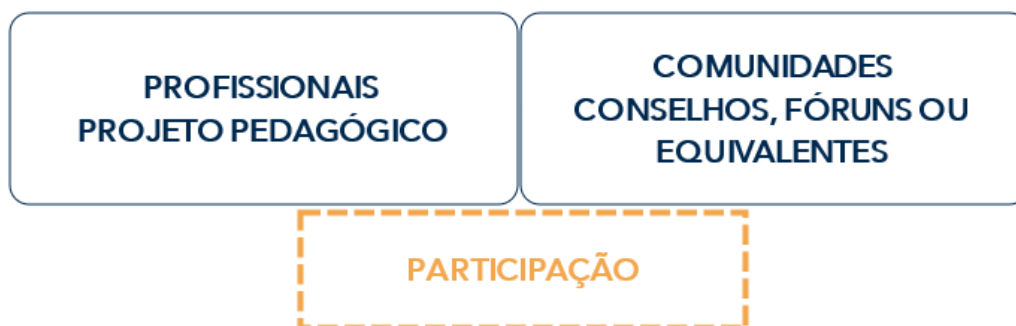 PROFISSIONAIS
PROJETO PEDAGÓGICO
COMUNIDADES
CONSELHOS, FÓRUNS OU
EQUIVALENTES
PARTICIPAÇÃO